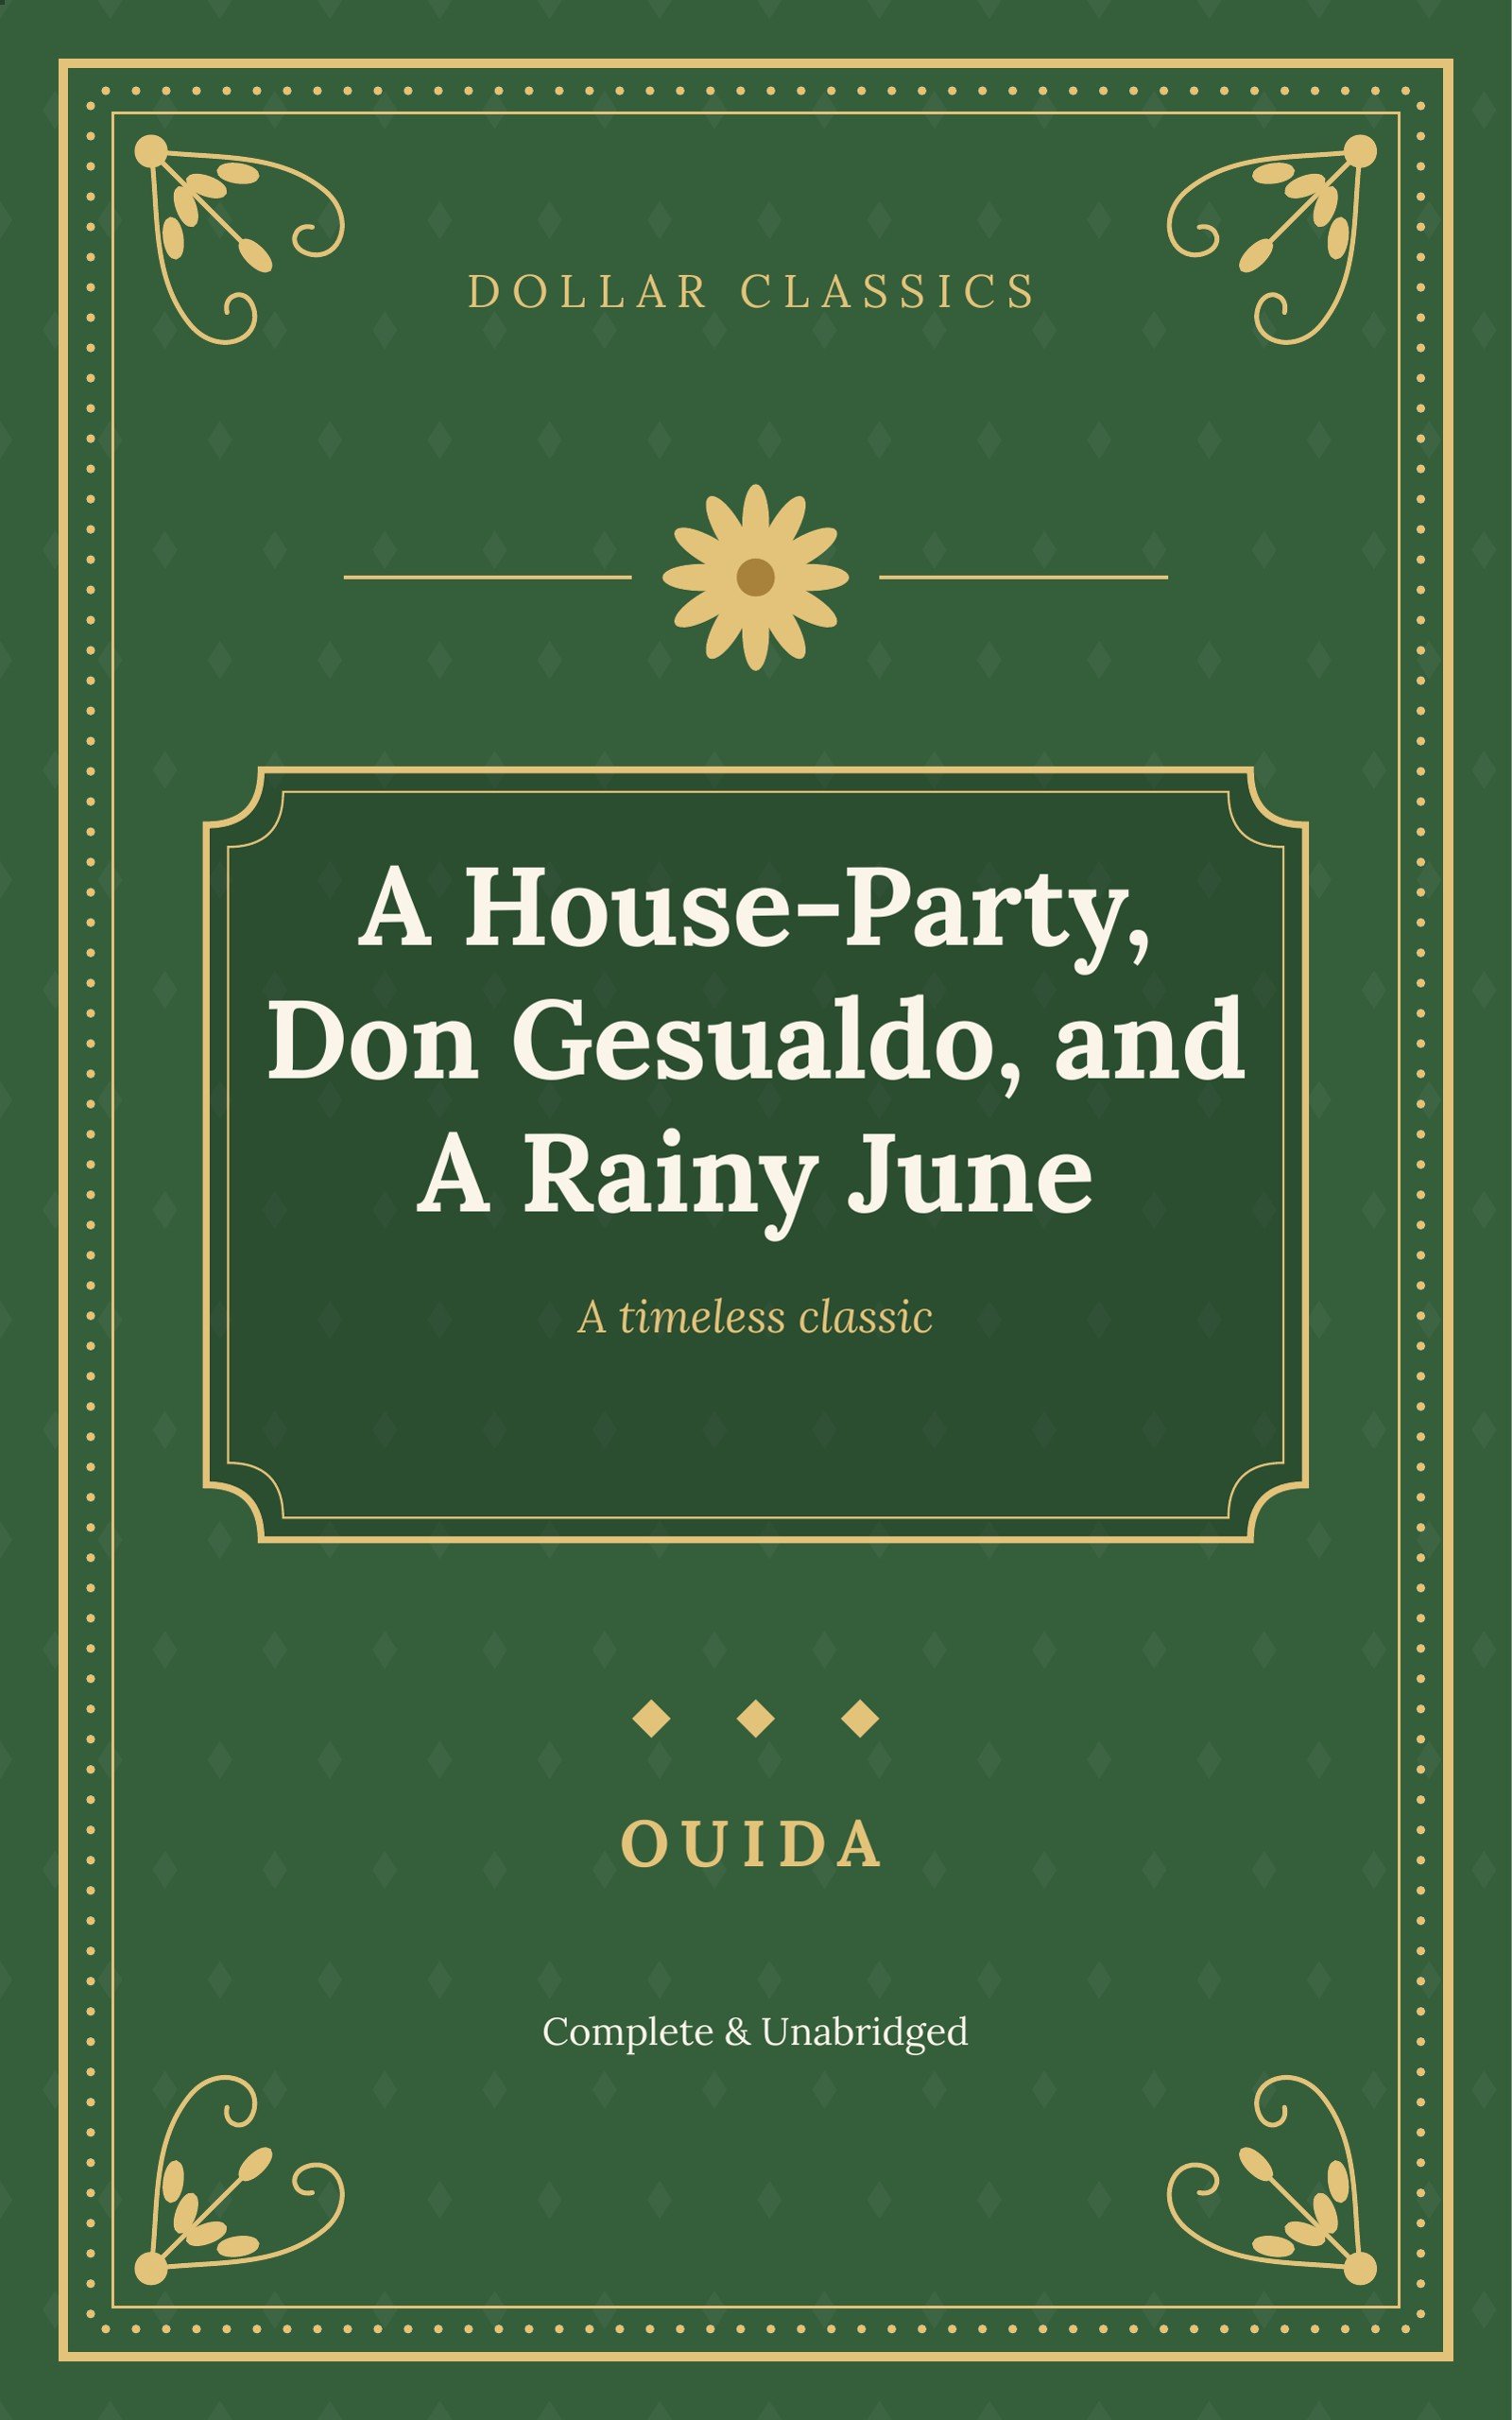 DOLLAR CLASSICS
A House-Party,
Don Gesualdo, and
A Rainy June
A timeless classic
OUIDA
Complete & Unabridged